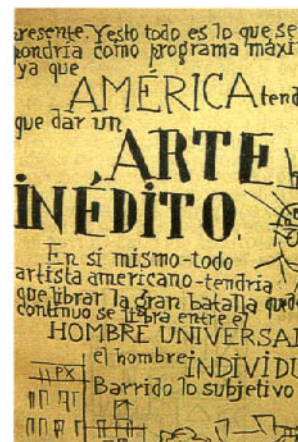 resente. Y esto todo es lo que se
pondría como programa máxi
ya que
AMÉRICA tend
que dar un
ARTE
INÉDITO.
En sí mismo-todo
artista americano-tendría
que librar la gran batalla que de
continuo se libra entre el
HOMBRE UNIVERSAL
el hombre INDIVIDU
Barrido lo subjetivo